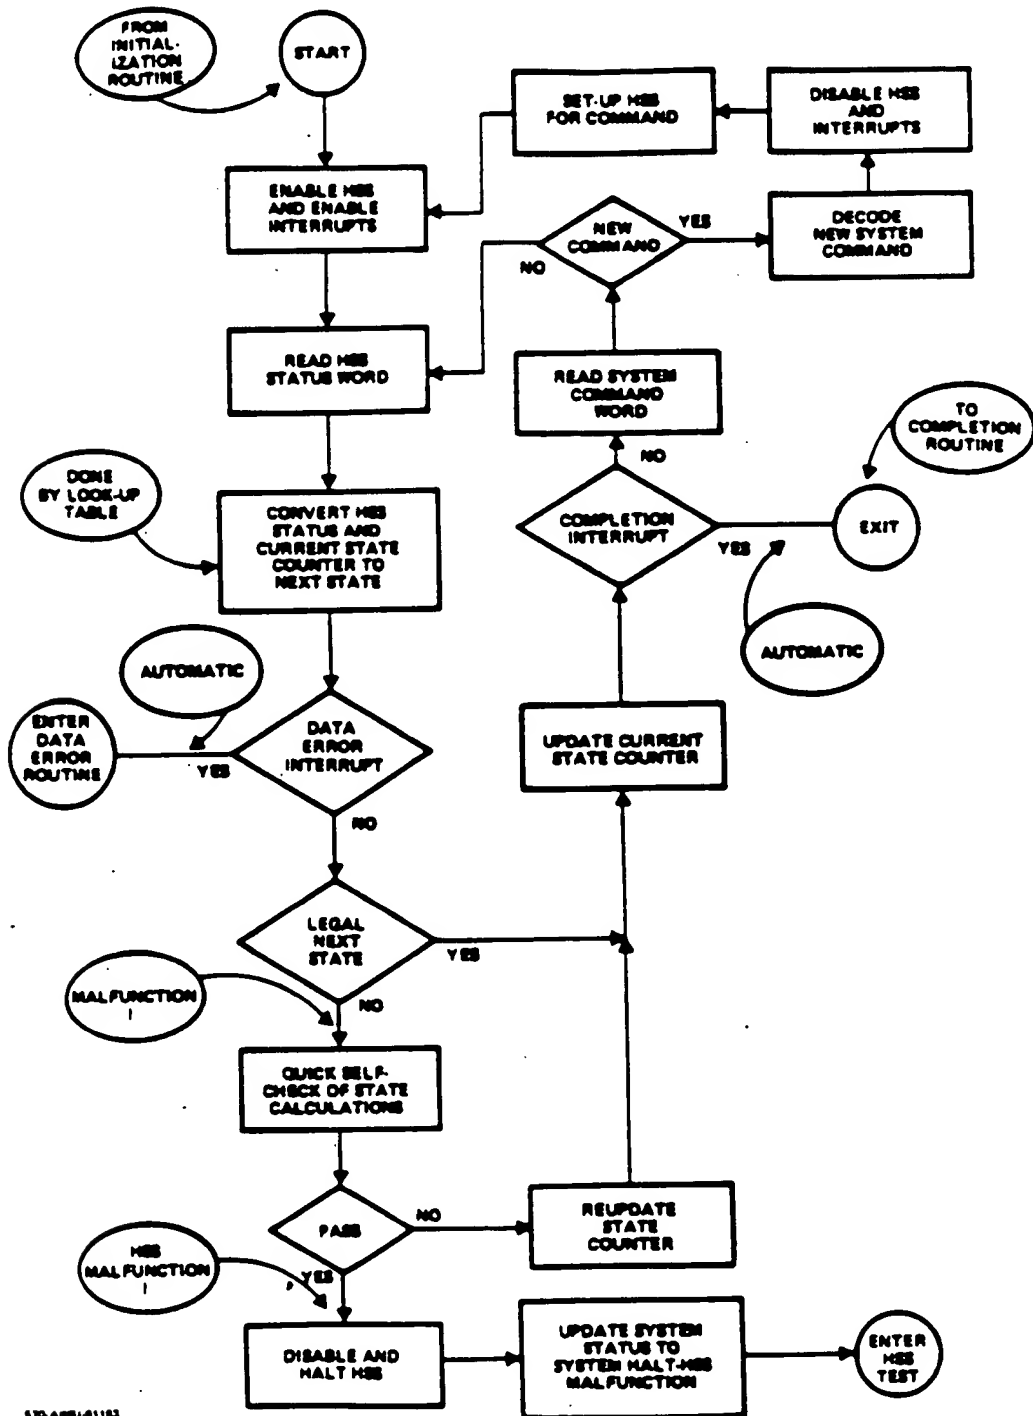 FROM
INITIAL-
IZATION
ROUTINE
START
SET-UP HSS
FOR COMMAND
DISABLE HSS
AND
INTERRUPTS
ENABLE HSS
AND ENABLE
INTERRUPTS
NEW
COMMAND
YES
NO
DECODE
NEW SYSTEM
COMMAND
READ HSS
STATUS WORD
READ SYSTEM
COMMAND
WORD
TO
COMPLETION
ROUTINE
NO
DONE
BY LOOK-UP
TABLE
CONVERT HSS
STATUS AND
CURRENT STATE
COUNTER TO
NEXT STATE
COMPLETION
INTERRUPT
YES
EXIT
AUTOMATIC
AUTOMATIC
ENTER
DATA
ERROR
ROUTINE
YES
DATA
ERROR
INTERRUPT
NO
UPDATE CURRENT
STATE COUNTER
LEGAL
NEXT
STATE
YES
NO
MALFUNCTION
!
QUICK SELF-
CHECK OF STATE
CALCULATIONS
PASS
NO
YES
REUPDATE
STATE
COUNTER
HSS
MALFUNCTION
!
DISABLE AND
HALT HSS
UPDATE SYSTEM
STATUS TO
SYSTEM HALT-HSS
MALFUNCTION
ENTER
HSS
TEST